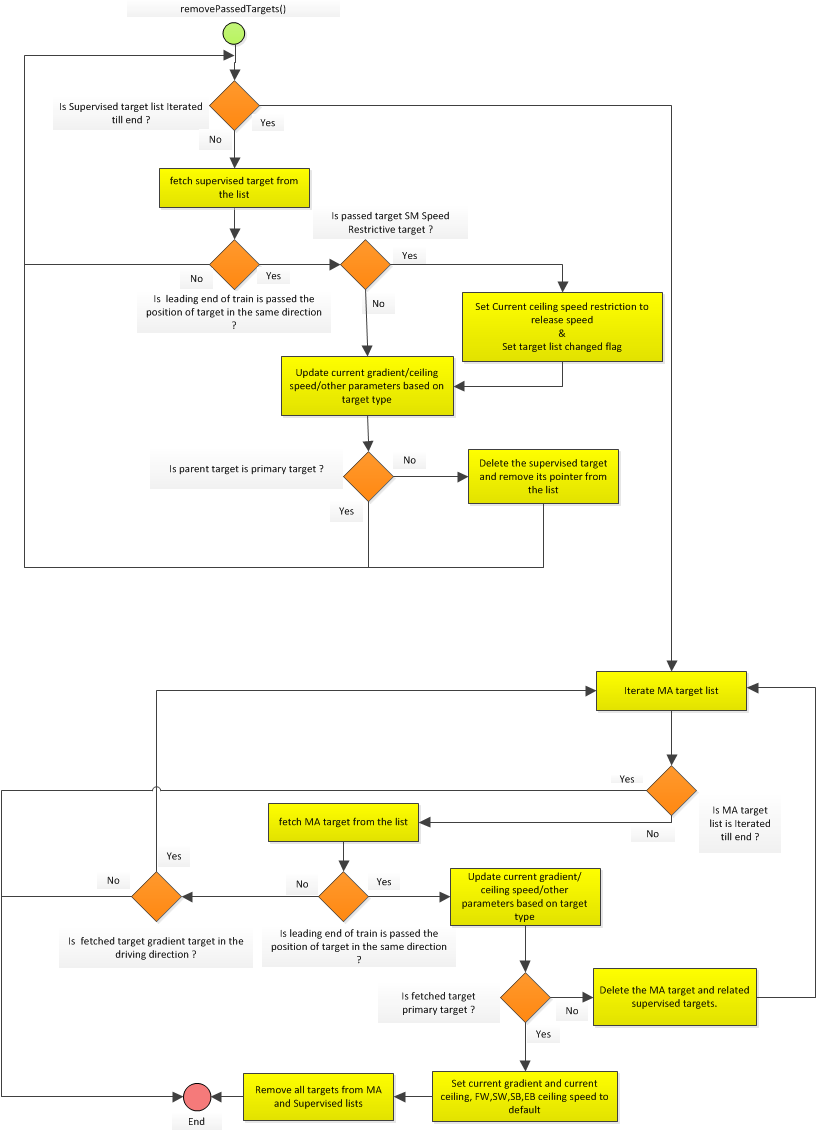 removePassedTargets()
Is Supervised target list Iterated
till end ?
Yes
No
fetch supervised target from
the list
Is passed target SM Speed
Restrictive target ?
Yes
No
Yes
Is  leading end of train is passed the
position of target in the same direction
?
No
Set Current ceiling speed restriction to
release speed
&
Set target list changed flag
Update current gradient/ceiling
speed/other parameters based on
target type
Is parent target is primary target ?
No
Yes
Delete the supervised target
and remove its pointer from
the list
Iterate MA target list
Yes
Is MA target
list is Iterated
till end ?
No
fetch MA target from the list
Yes
No
No
Yes
Is  fetched target gradient target in the
driving direction ?
Is leading end of train is passed the
position of target in the same direction
?
Update current gradient/
ceiling speed/other
parameters based on target
type
Is fetched target
primary target ?
No
Yes
Delete the MA target and related
supervised targets.
Set current gradient and current
ceiling, FW,SW,SB,EB ceiling speed to
default
Remove all targets from MA
and Supervised lists
End